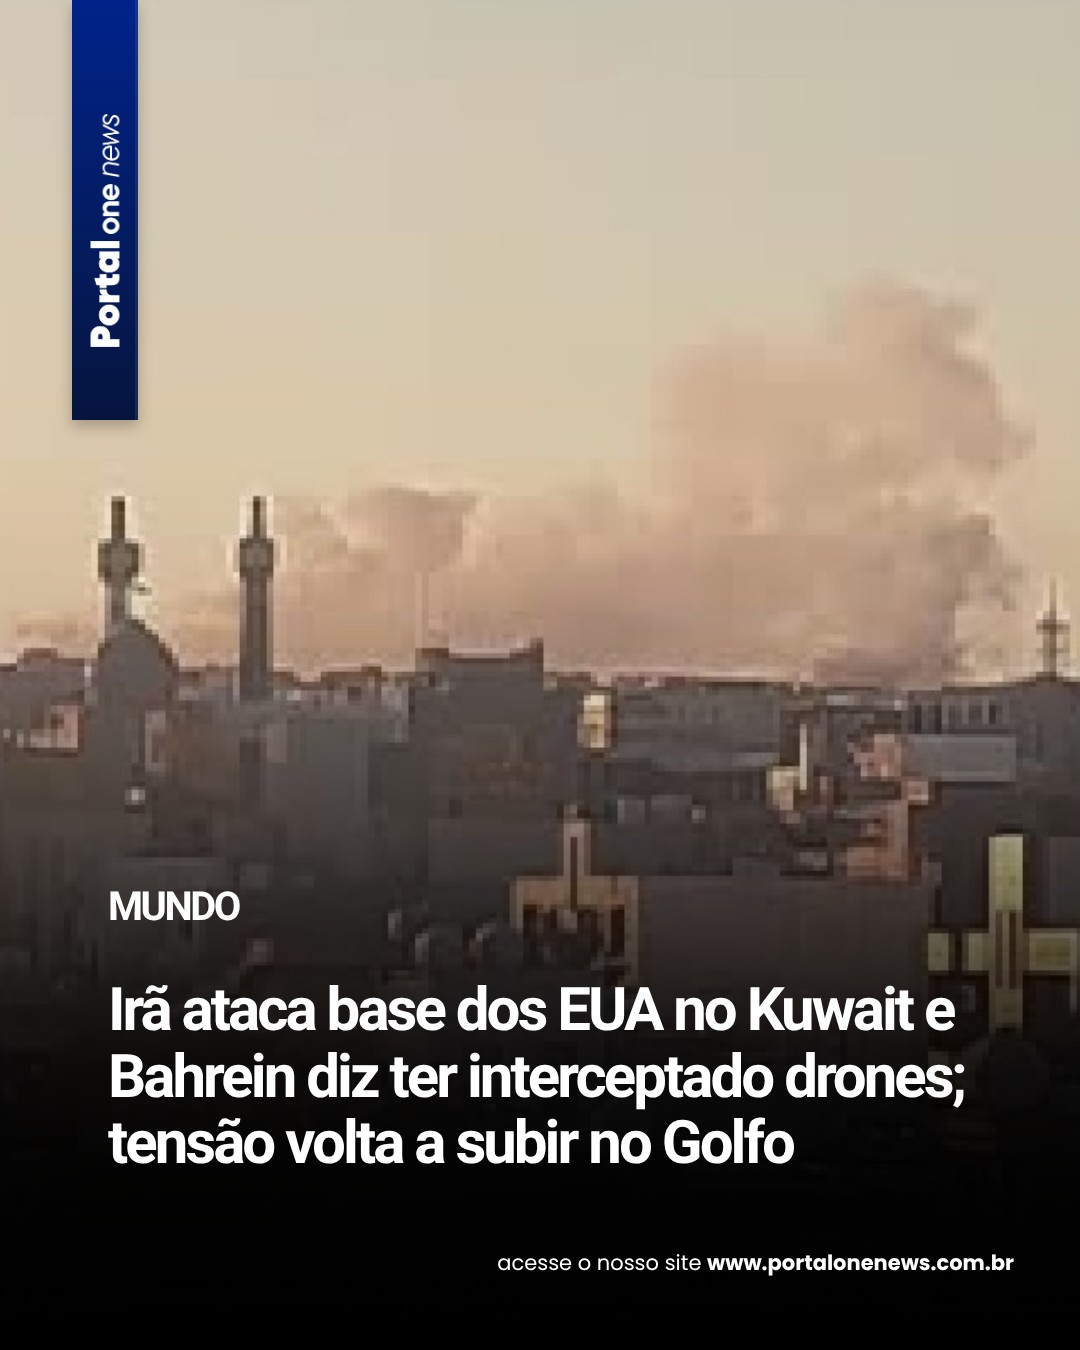 Portal one news
MUNDO
Irã ataca base dos EUA no Kuwait e
Bahrein diz ter interceptado drones;
tensão volta a subir no Golfo
acesse o nosso site www.portalonenews.com.br